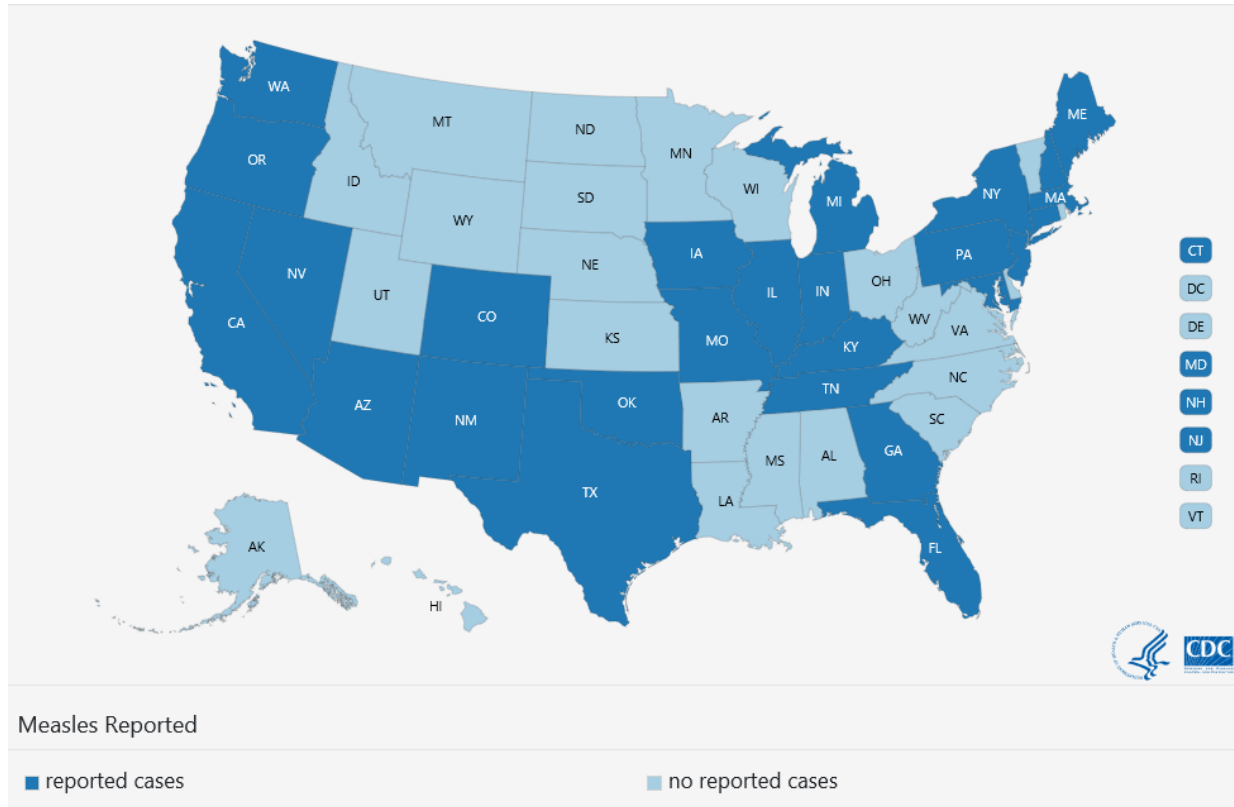 WA
MT
ND
MN
ME
OR
ID
SD
WI
MI
NY
MA
WY
IA
PA
NV
NE
IL
IN
OH
CT
UT
CO
KS
MO
WV
VA
DC
CA
KY
DE
AZ
NM
OK
TN
NC
MD
AR
SC
NH
TX
MS
AL
GA
NJ
LA
RI
AK
FL
VT
HI
CDC
Measles Reported
reported cases
no reported cases